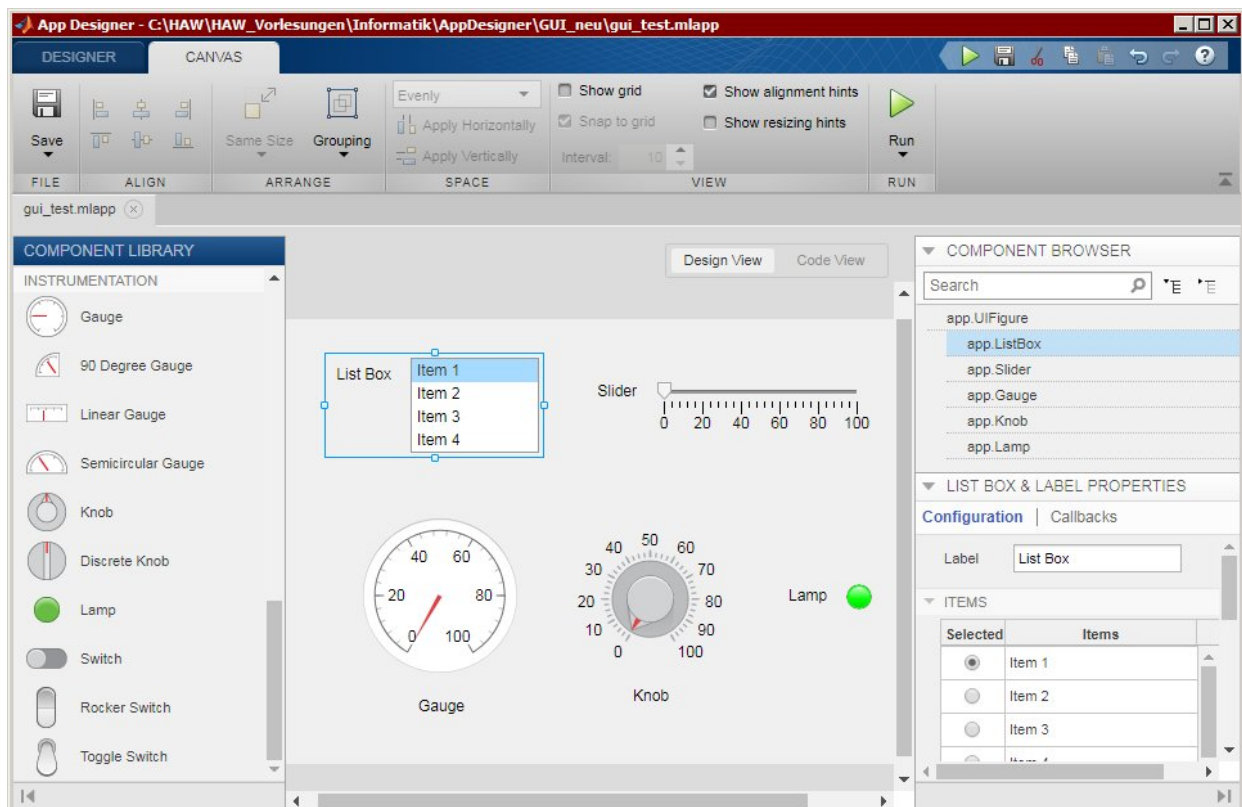 App Designer - C:\HAW\HAW_Vorlesungen\Informatik\AppDesigner\GUI_neu\gui_test.mlapp
DESIGNER CANVAS
?
Save
Same Size Grouping
Evenly
Apply Horizontally
Apply Vertically
Show grid Show alignment hints
Snap to grid Show resizing hints
Interval: 10
Run
FILE ALIGN ARRANGE SPACE VIEW RUN
gui_test.mlapp
COMPONENT LIBRARY
INSTRUMENTATION
Gauge
90 Degree Gauge
Linear Gauge
Semicircular Gauge
Knob
Discrete Knob
Lamp
Switch
Rocker Switch
Toggle Switch
Design View Code View
List Box
Item 1
Item 2
Item 3
Item 4
Slider
0 20 40 60 80 100
0 20 40 60 80 100
Gauge
0 10 20 30 40 50 60 70 80 90 100
Knob
Lamp
COMPONENT BROWSER
Search
app.UIFigure
app.ListBox
app.Slider
app.Gauge
app.Knob
app.Lamp
LIST BOX & LABEL PROPERTIES
Configuration | Callbacks
Label List Box
ITEMS
Selected Items
Item 1
Item 2
Item 3
Item 4